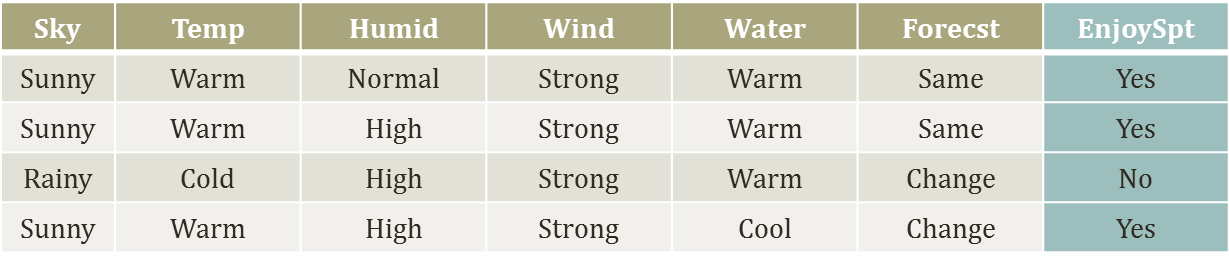 Sky Temp Humid Wind Water Forecst EnjoySpt
Sunny Warm Normal Strong Warm Same Yes
Sunny Warm High Strong Warm Same Yes
Rainy Cold High Strong Warm Change No
Sunny Warm High Strong Cool Change Yes